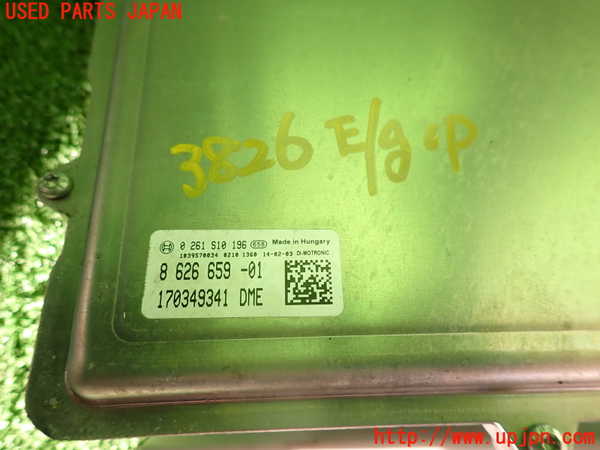 USED PARTS JAPAN
3826 E/g cp
0 261 S10 196 658 Made in Hungary
1039S70034 0210 1360 14-02-03 DI-MOTRONIC
8 626 659 -01
170349341 DME
http://www.upjpn.com/